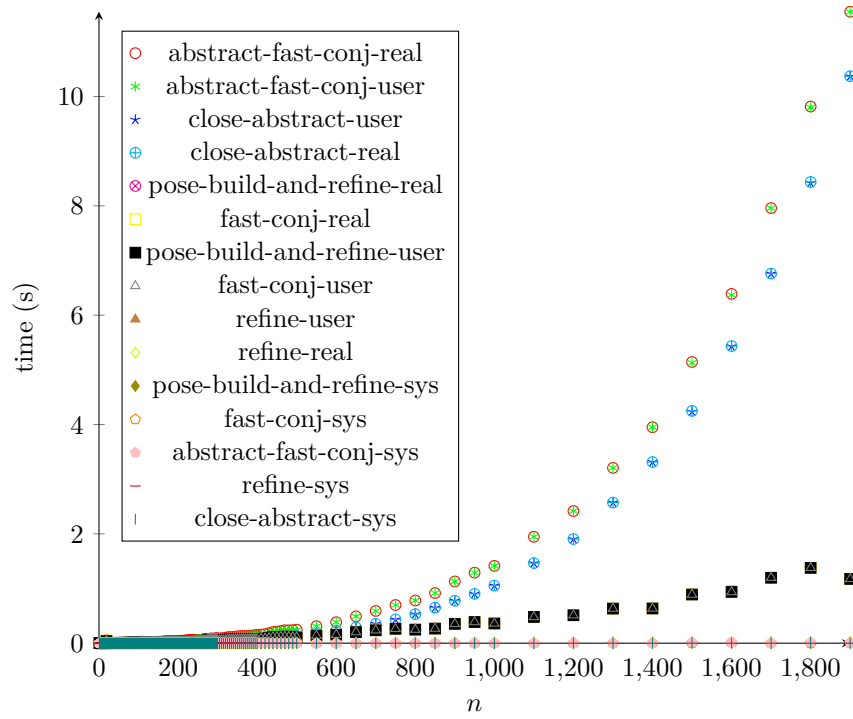 abstract-fast-conj-real
abstract-fast-conj-user
close-abstract-user
close-abstract-real
pose-build-and-refine-real
fast-conj-real
pose-build-and-refine-user
fast-conj-user
refine-user
refine-real
pose-build-and-refine-sys
fast-conj-sys
abstract-fast-conj-sys
refine-sys
close-abstract-sys
time (s)
10
8
6
4
2
0
0 200 400 600 800 1,000 1,200 1,400 1,600 1,800
n